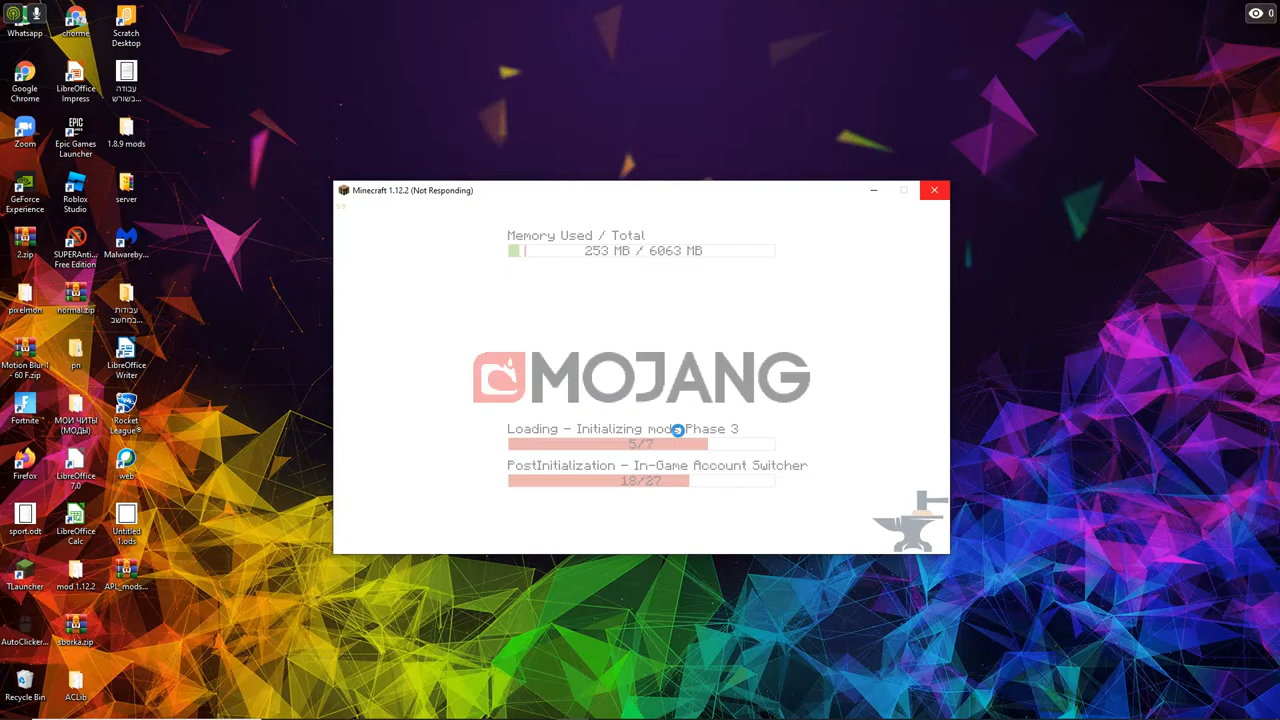 0
Whatsapp
chorme
Scratch
Desktop
Google
Chrome
LibreOffice
Impress
עבודה
בשורש...
Zoom
Epic Games
Launcher
1.8.9 mods
GeForce
Experience
Roblox
Studio
server
2.zip
SUPERAnti...
Free Edition
Malwareby...
pixelmon
normal.zip
עבודות
במחשב...
Motion Blur -
60 F.zip
pn
LibreOffice
Writer
Fortnite
МОИ ЧИТЫ
(МОДЫ)
Rocket
League®
Firefox
LibreOffice
7.0
web
sport.odt
LibreOffice
Calc
Untitled
1.ods
TLauncher
mod 1.12.2
APL_mods...
AutoClicker...
sborka.zip
Recycle Bin
ACLib
Minecraft 1.12.2 (Not Responding)
59
Memory Used / Total
253 MB / 6063 MB
MOJANG
Loading - Initializing mods Phase 3
5/7
PostInitialization - In-Game Account Switcher
18/27